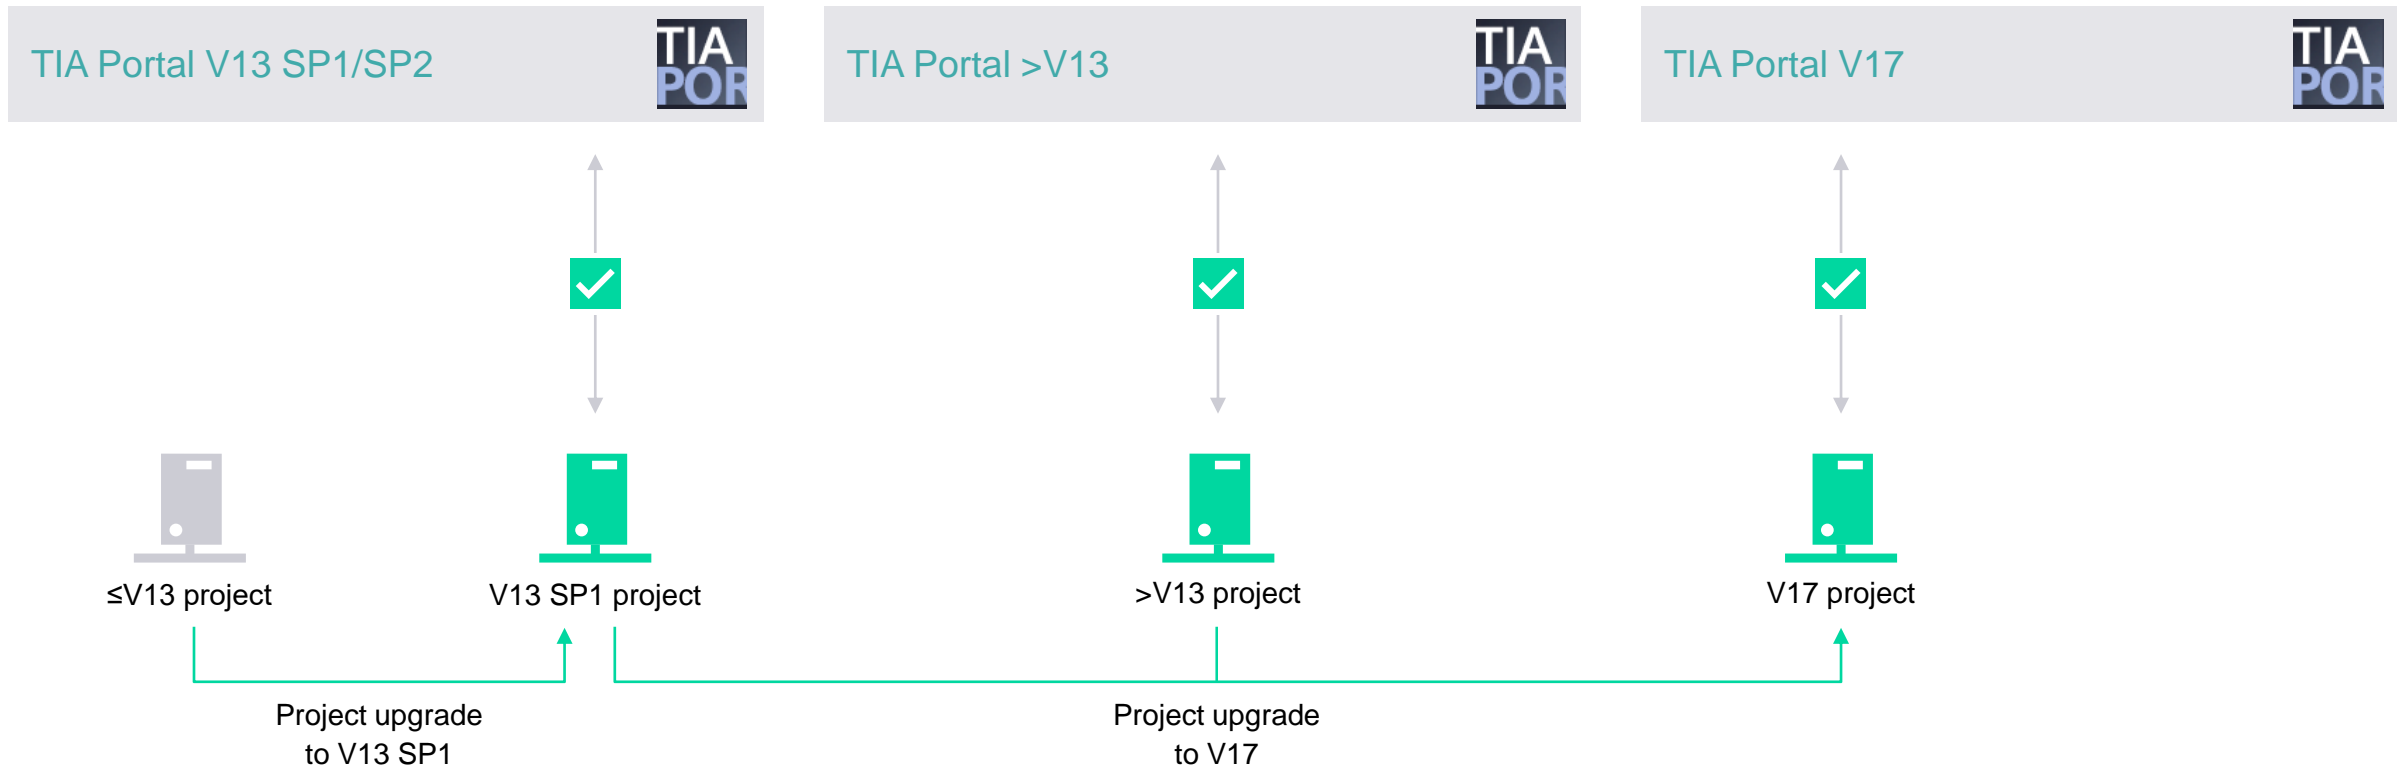 TIA Portal V13 SP1/SP2
TIA
POR
TIA Portal >V13
TIA
POR
TIA Portal V17
TIA
POR
≤V13 project
V13 SP1 project
>V13 project
V17 project
Project upgrade
to V13 SP1
Project upgrade
to V17